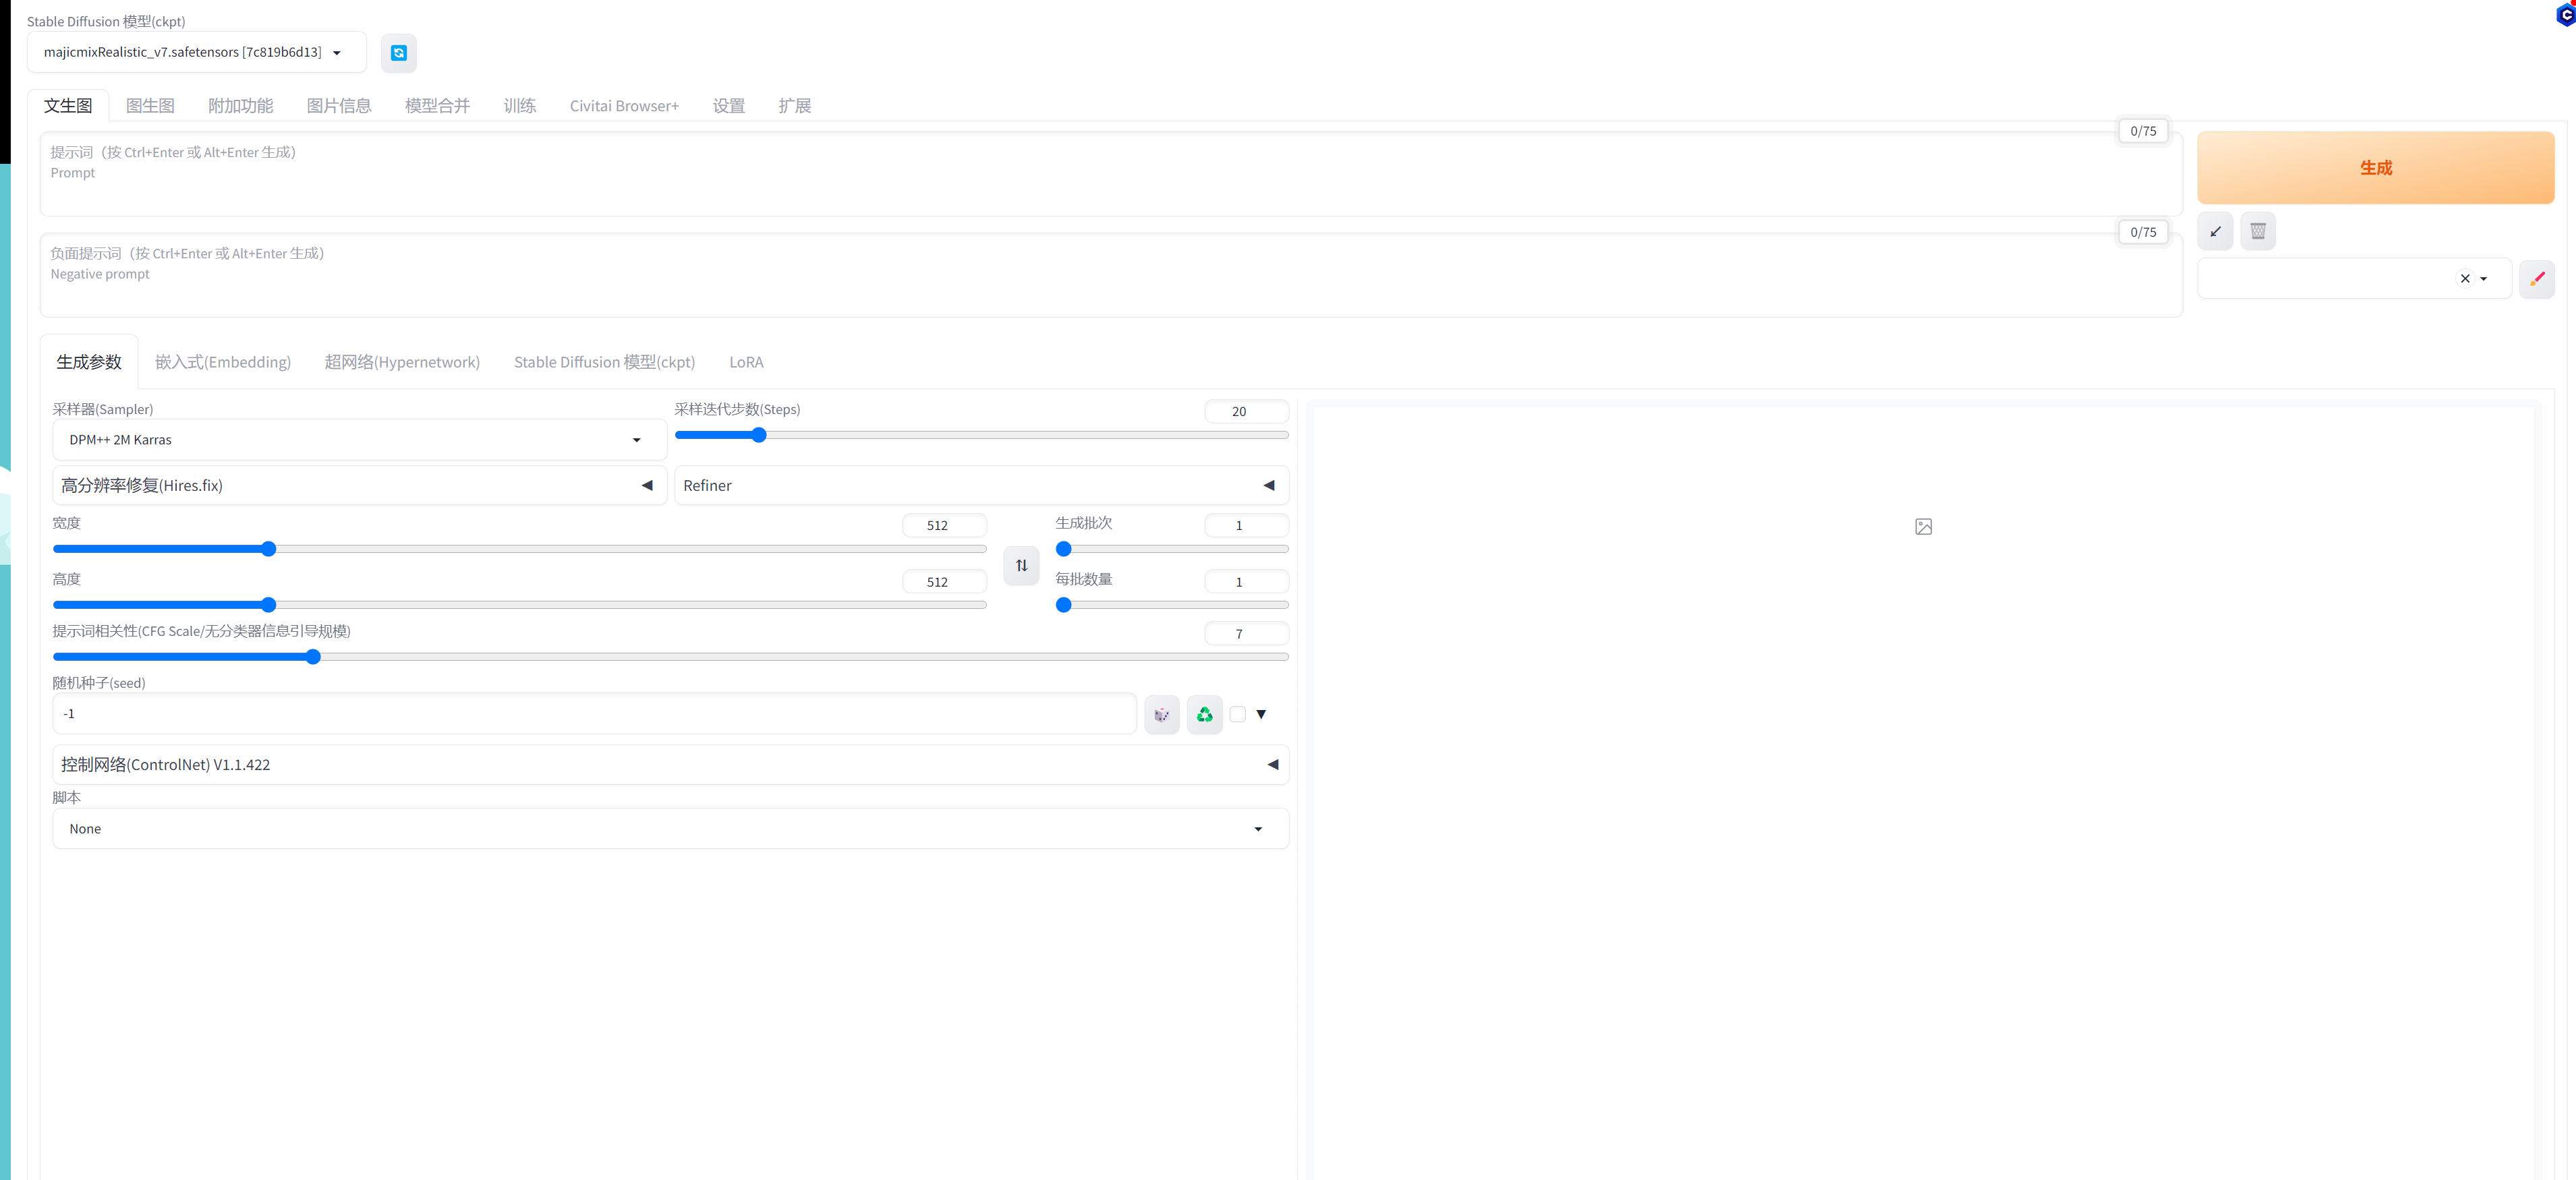 Stable Diffusion 模型(ckpt)
majicmixRealistic_v7.safetensors [7c819b6d13]
文生图 图生图 附加功能 图片信息 模型合并 训练 Civitai Browser+ 设置 扩展
0/75
提示词（按 Ctrl+Enter 或 Alt+Enter 生成）
Prompt
生成
0/75
负面提示词（按 Ctrl+Enter 或 Alt+Enter 生成）
Negative prompt
生成参数 嵌入式(Embedding) 超网络(Hypernetwork) Stable Diffusion 模型(ckpt) LoRA
采样器(Sampler)
DPM++ 2M Karras
采样迭代步数(Steps) 20
高分辨率修复(Hires.fix)
Refiner
宽度 512
生成批次 1
高度 512
每批数量 1
提示词相关性(CFG Scale/无分类器信息引导规模) 7
随机种子(seed)
-1
控制网络(ControlNet) V1.1.422
脚本
None